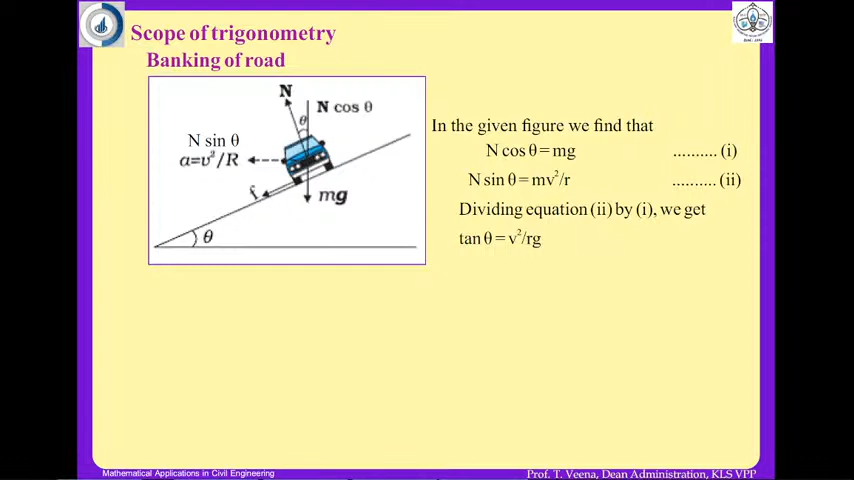 Scope of trigonometry
Banking of road
N
N cos θ
θ
N sin θ
a=v²/R
f
mg
θ
In the given figure we find that
N cos θ = mg .......... (i)
N sin θ = mv²/r .......... (ii)
Dividing equation (ii) by (i), we get
tan θ = v²/rg
Mathematical Applications in Civil Engineering
Prof. T. Veena, Dean Administration, KLS VPP